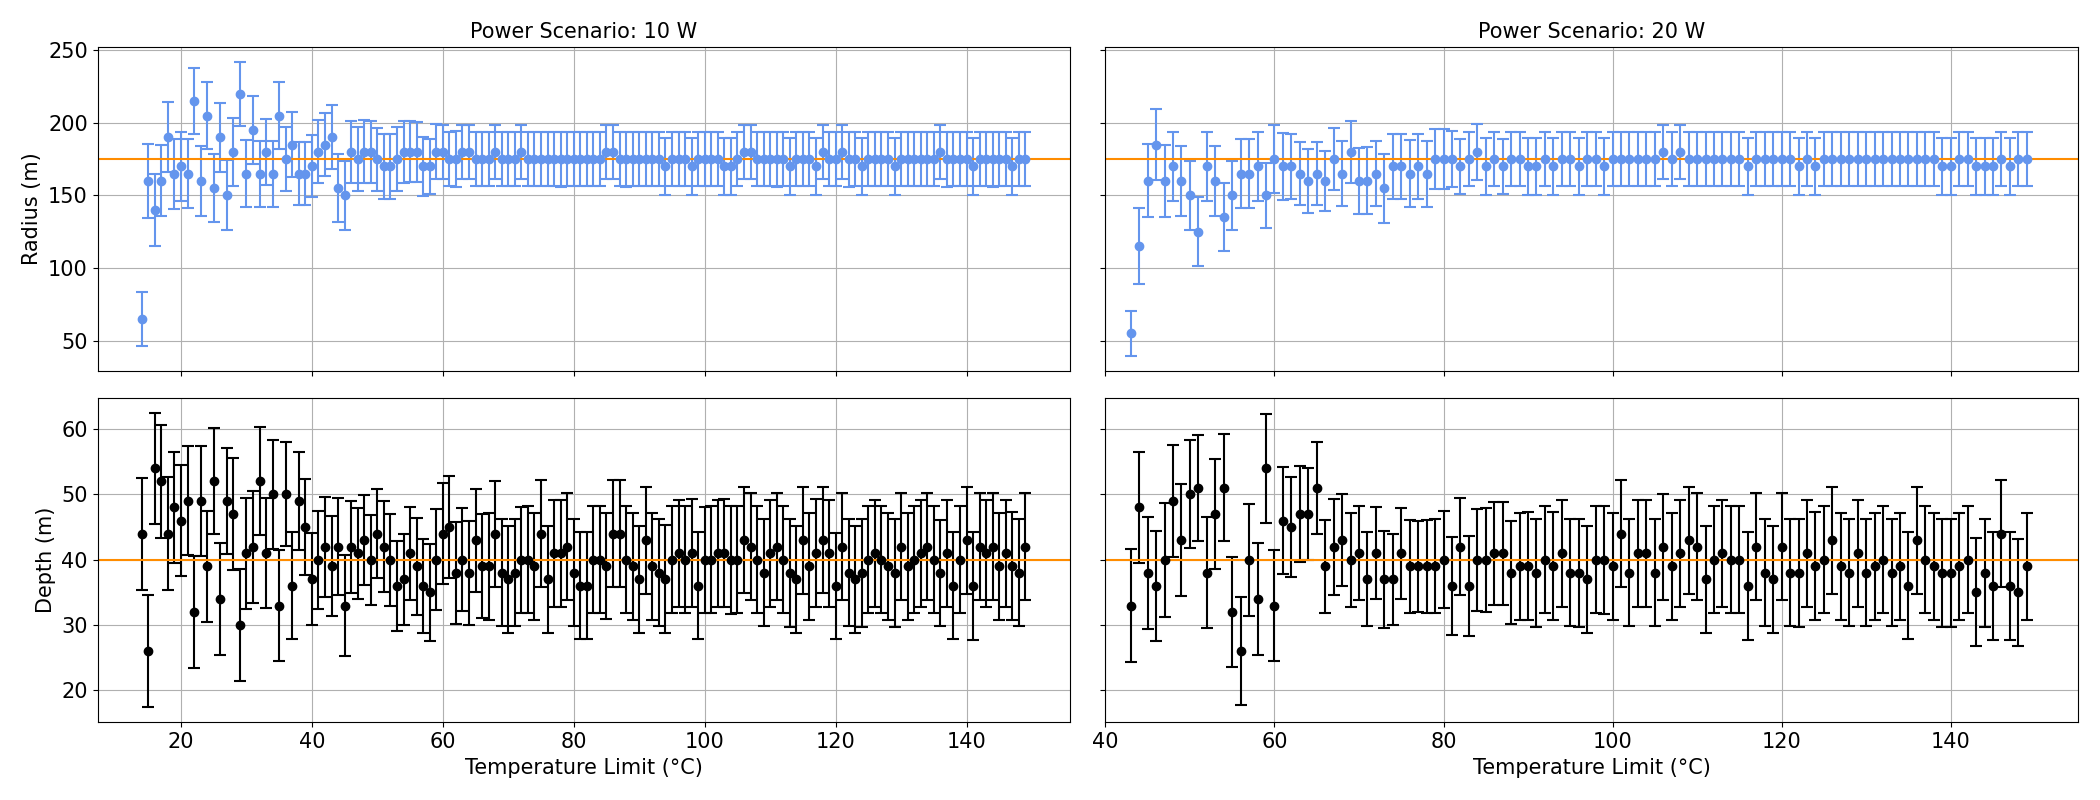 Power Scenario: 10 W
Power Scenario: 20 W
250
200
150
100
50
Radius (m)
60
50
40
30
20
Depth (m)
20 40 60 80 100 120 140
40 60 80 100 120 140
Temperature Limit (°C)
Temperature Limit (°C)